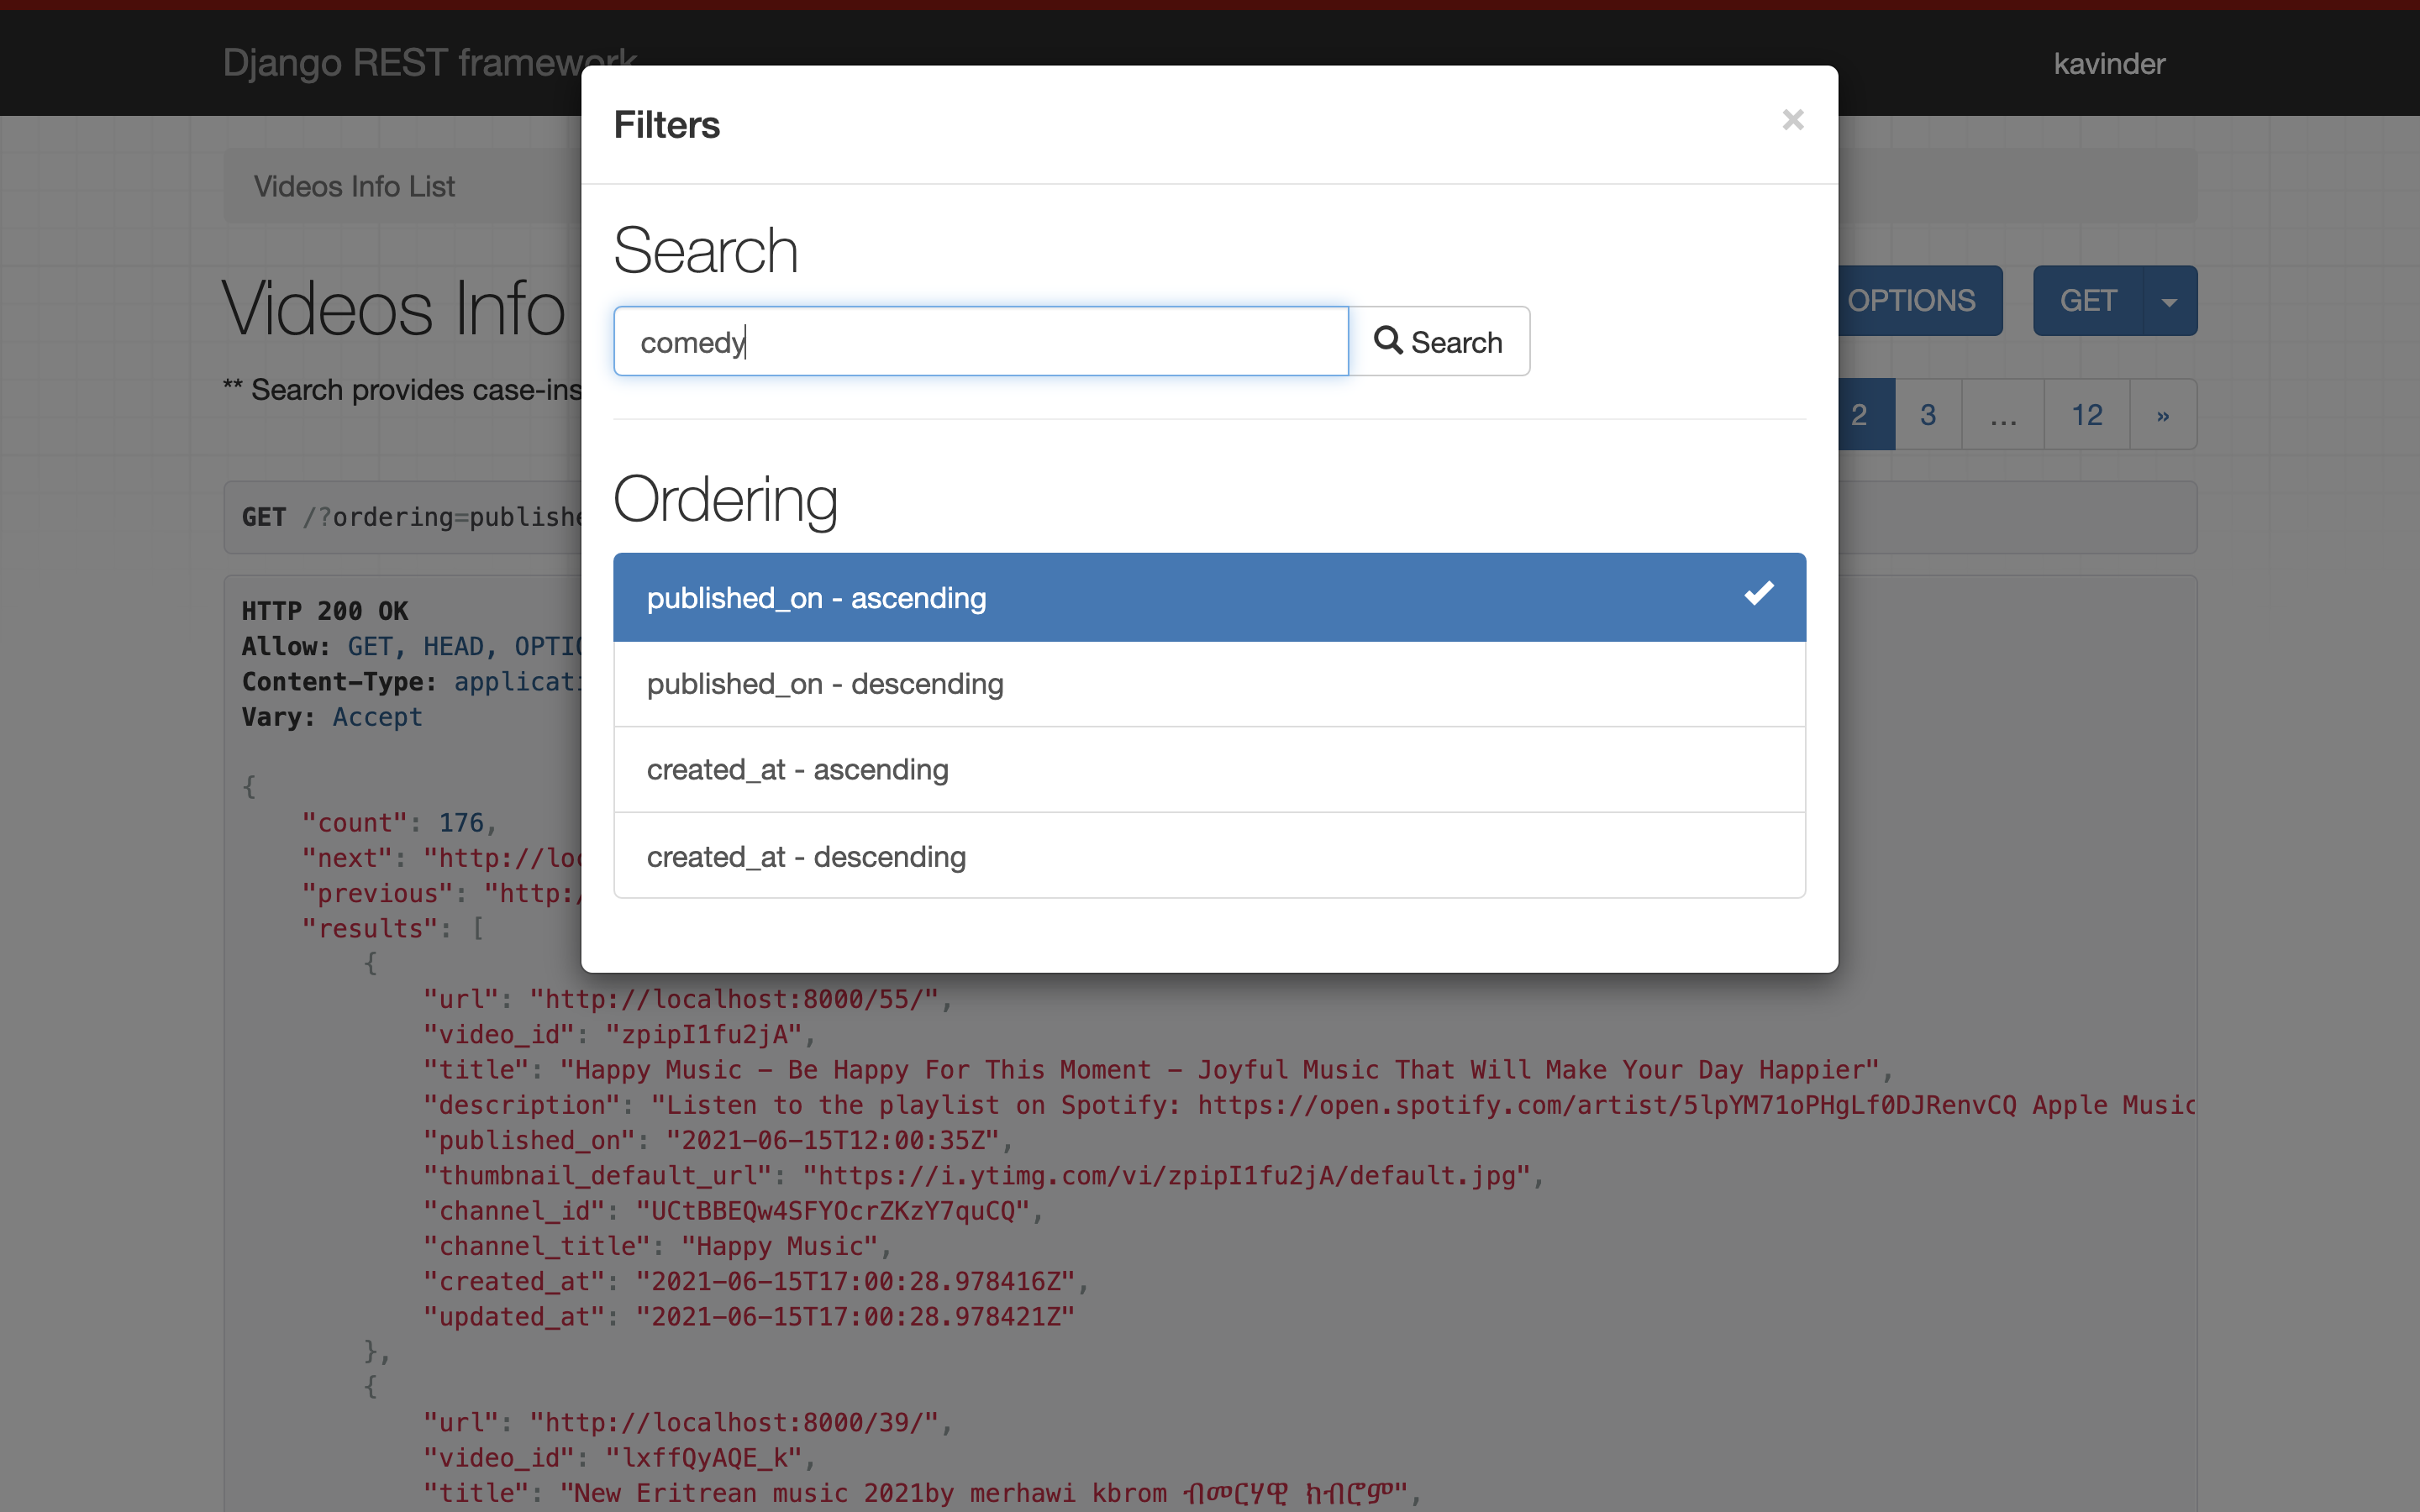 Django REST framework
kavinder
Filters
×
Videos Info List
Search
comedy
Search
Videos Info
OPTIONS
GET
** Search provides case-ins
2 3 … 12 »
Ordering
GET /?ordering=publishe
published_on - ascending
published_on - descending
created_at - ascending
created_at - descending
HTTP 200 OK
Allow: GET, HEAD, OPTIO
Content-Type: applicati
Vary: Accept
{
"count": 176,
"next": "http://loc
"previous": "http:/
"results": [
{
"url": "http://localhost:8000/55/",
"video_id": "zpipI1fu2jA",
"title": "Happy Music – Be Happy For This Moment – Joyful Music That Will Make Your Day Happier",
"description": "Listen to the playlist on Spotify: https://open.spotify.com/artist/5lpYM71oPHgLf0DJRenvCQ Apple Music
"published_on": "2021-06-15T12:00:35Z",
"thumbnail_default_url": "https://i.ytimg.com/vi/zpipI1fu2jA/default.jpg",
"channel_id": "UCtBBEQw4SFYOcrZKzY7quCQ",
"channel_title": "Happy Music",
"created_at": "2021-06-15T17:00:28.978416Z",
"updated_at": "2021-06-15T17:00:28.978421Z"
},
{
"url": "http://localhost:8000/39/",
"video_id": "lxffQyAQE_k",
"title": "New Eritrean music 2021by merhawi kbrom ብመርሃዊ ክብሮም",